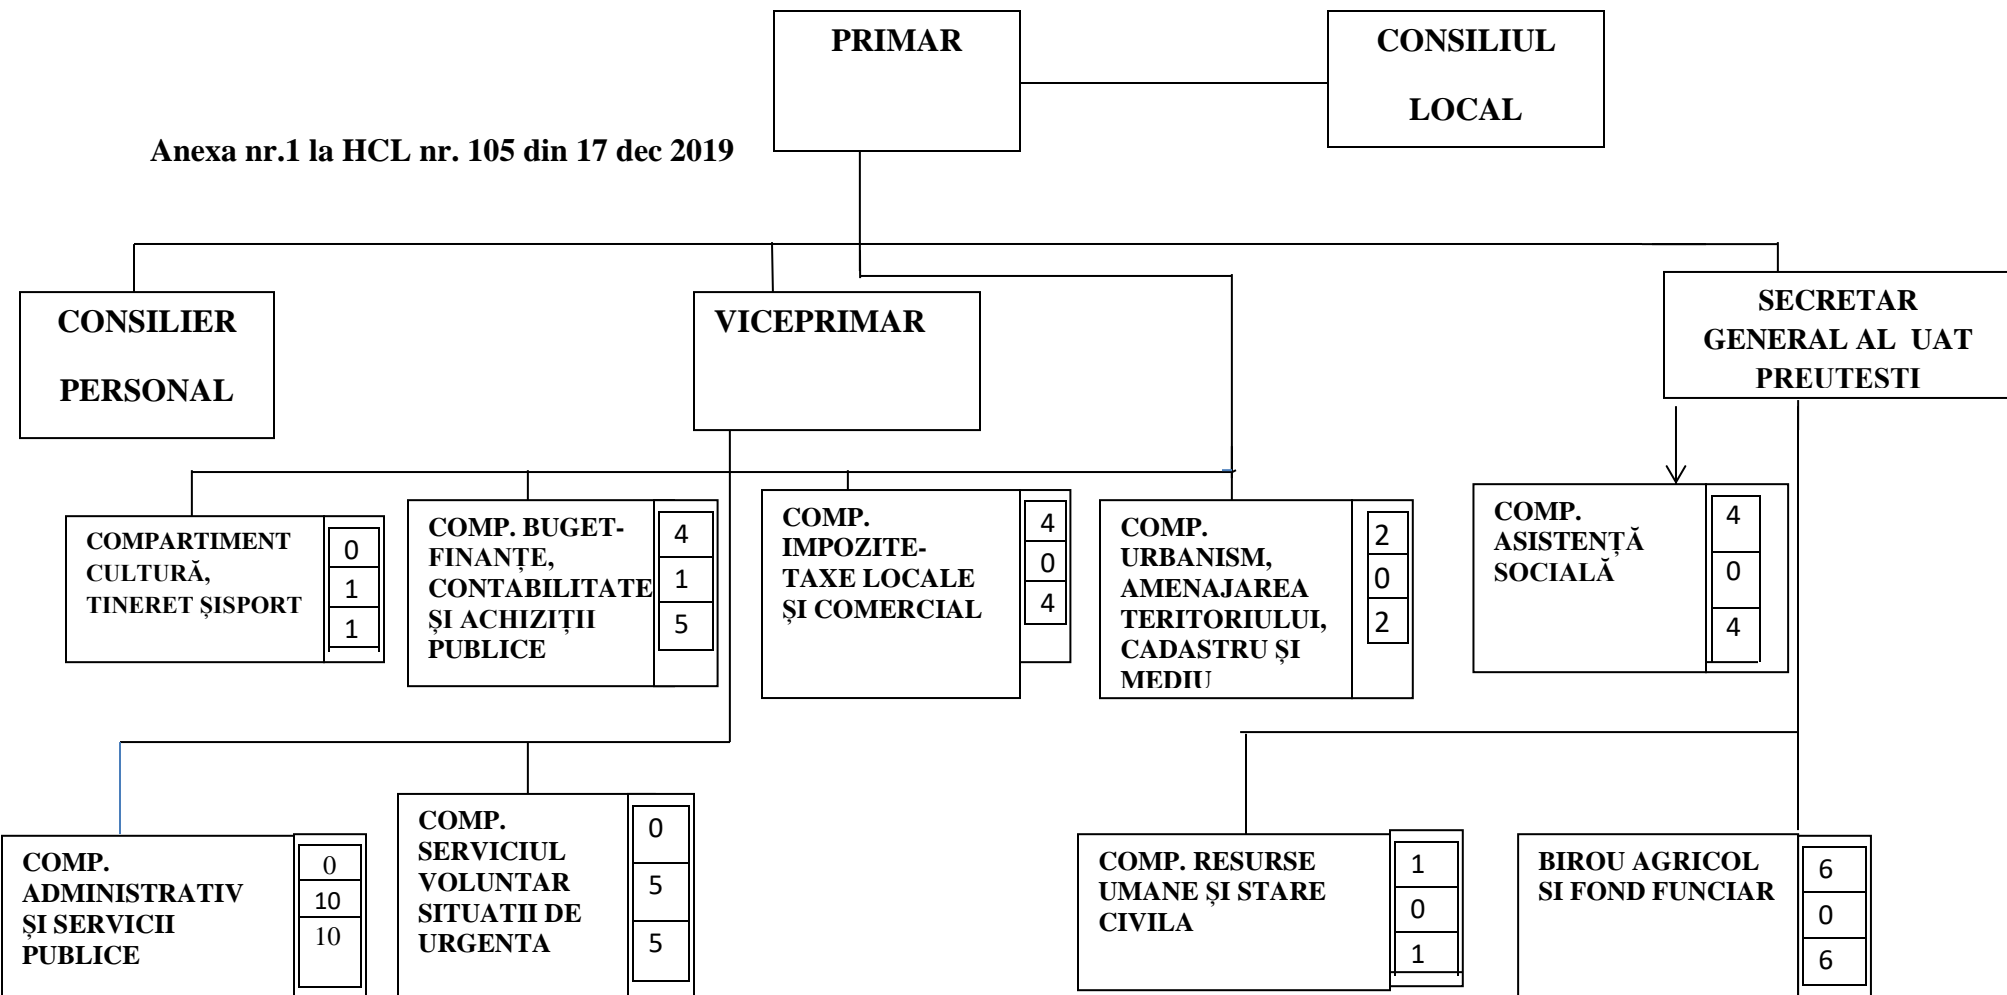 PRIMAR
CONSILIUL
LOCAL
Anexa nr.1 la HCL nr. 105 din 17 dec 2019
CONSILIER
PERSONAL
VICEPRIMAR
SECRETAR
GENERAL AL UAT
PREUTESTI
COMPARTIMENT
CULTURĂ,
TINERET ȘISPORT
0
1
1
COMP. BUGET-
FINANȚE,
CONTABILITATE
ȘI ACHIZIȚII
PUBLICE
4
1
5
COMP.
IMPOZITE-
TAXE LOCALE
ȘI COMERCIAL
4
0
4
COMP.
URBANISM,
AMENAJAREA
TERITORIULUI,
CADASTRU ȘI
MEDIU
2
0
2
COMP.
ASISTENȚĂ
SOCIALĂ
4
0
4
COMP.
ADMINISTRATIV
ȘI SERVICII
PUBLICE
0
10
10
COMP.
SERVICIUL
VOLUNTAR
SITUATII DE
URGENTA
0
5
5
COMP. RESURSE
UMANE ȘI STARE
CIVILA
1
0
1
BIROU AGRICOL
SI FOND FUNCIAR
6
0
6